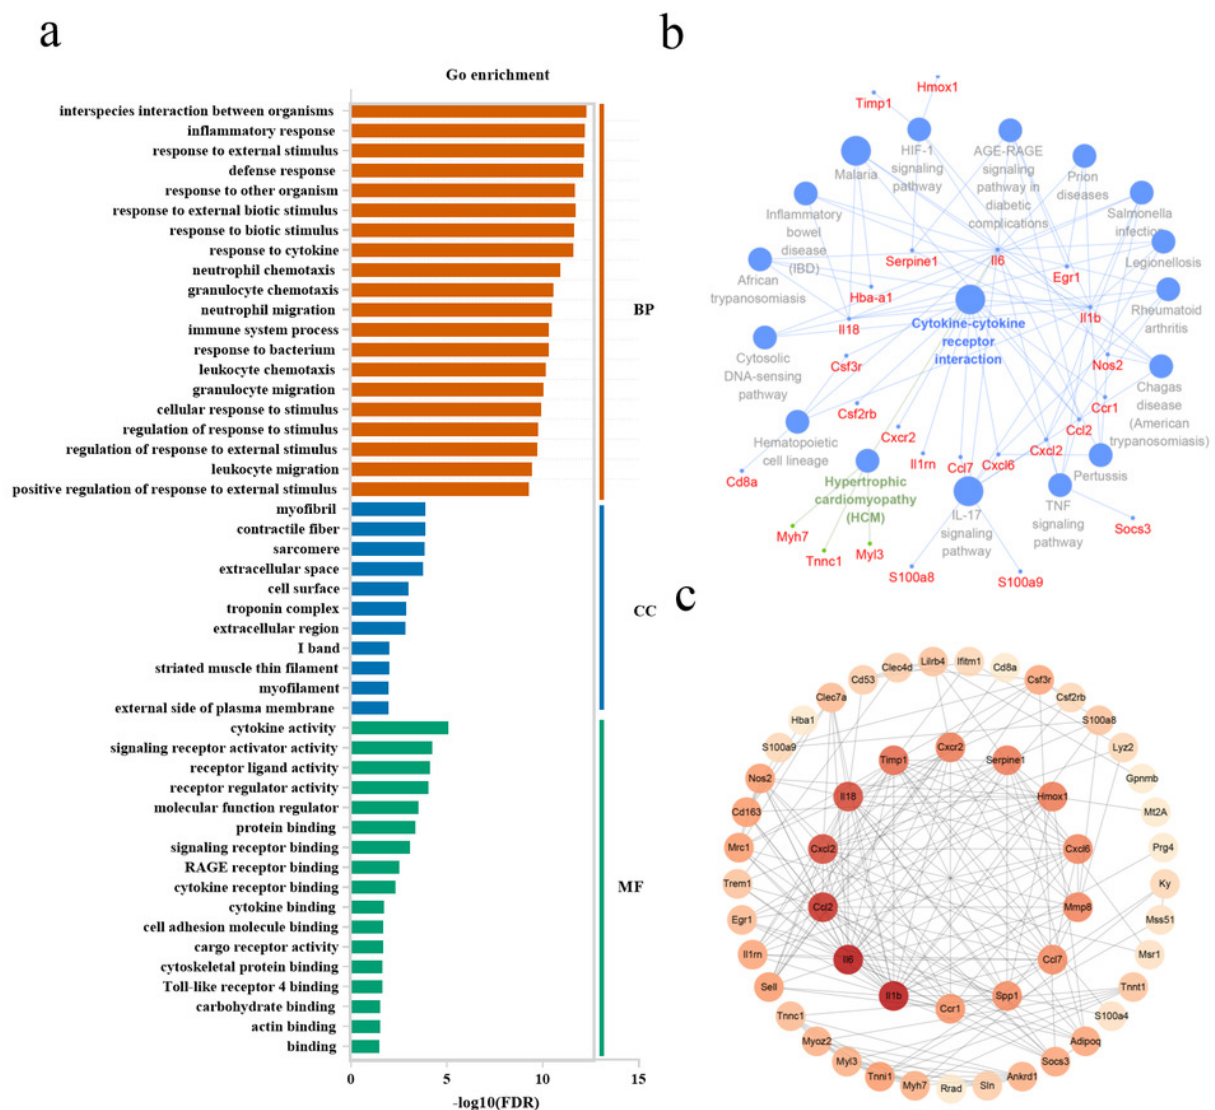 a
Go enrichment
interspecies interaction between organisms
inflammatory response
response to external stimulus
defense response
response to other organism
response to external biotic stimulus
response to biotic stimulus
response to cytokine
neutrophil chemotaxis
granulocyte chemotaxis
neutrophil migration
immune system process
response to bacterium
leukocyte chemotaxis
granulocyte migration
cellular response to stimulus
regulation of response to stimulus
regulation of response to external stimulus
leukocyte migration
positive regulation of response to external stimulus
BP
myofibril
contractile fiber
sarcomere
extracellular space
cell surface
troponin complex
extracellular region
I band
striated muscle thin filament
myofilament
external side of plasma membrane
CC
cytokine activity
signaling receptor activator activity
receptor ligand activity
receptor regulator activity
molecular function regulator
protein binding
signaling receptor binding
RAGE receptor binding
cytokine receptor binding
cytokine binding
cell adhesion molecule binding
cargo receptor activity
cytoskeletal protein binding
Toll-like receptor 4 binding
carbohydrate binding
actin binding
binding
MF
0 5 10 15
-log10(FDR)
b
Hmox1
Timp1
HIF-1
signaling
pathway
AGE-RAGE
signaling
pathway in
diabetic
complications
Malaria
Prion
diseases
Salmonella
infection
Inflammatory
bowel
disease
(IBD)
Legionellosis
Serpine1
Il6
Egr1
African
trypanosomiasis
Hba-a1
Rheumatoid
arthritis
Il18
Il1b
Cytokine-cytokine
receptor
interaction
Cytosolic
DNA-sensing
pathway
Csf3r
Nos2
Chagas
disease
(American
trypanosomiasis)
Csf2rb
Ccr1
Ccl2
Cxcr2
Cxcl2
Hematopoietic
cell lineage
Il1rn
Ccl7
Cxcl6
Cd8a
Pertussis
Hypertrophic
cardiomyopathy
(HCM)
IL-17
signaling
pathway
TNF
signaling
pathway
Myh7
Tnnc1
Myl3
Socs3
S100a8
S100a9
c
Lilrb4
Ifitm1
Cd8a
Clec4d
Cd53
Csf3r
Csf2rb
Clec7a
Hba1
S100a8
S100a9
Lyz2
Nos2
Gpnmb
Cd163
Mt2A
Mrc1
Prg4
Trem1
Ky
Egr1
Mss51
Il1rn
Msr1
Sell
Tnnt1
Tnnc1
S100a4
Myoz2
Adipoq
Myl3
Socs3
Tnni1
Ankrd1
Myh7
Rrad
Sln
Cxcr2
Timp1
Serpine1
Il18
Hmox1
Cxcl2
Cxcl6
Ccl2
Mmp8
Il6
Ccl7
Il1b
Spp1
Ccr1